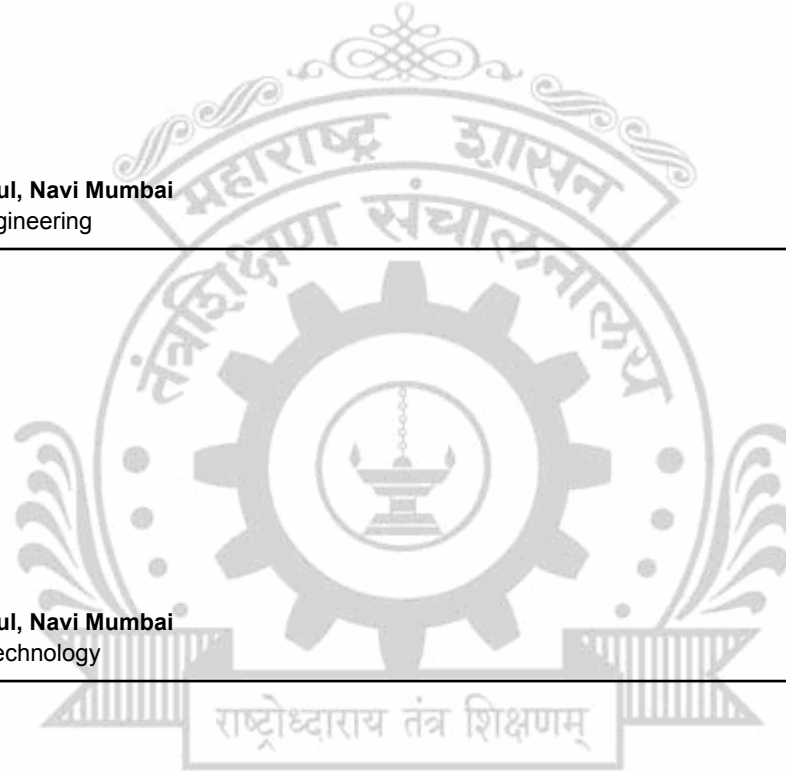 महाराष्ट्र शासन
तंत्रशिक्षण संचालनालय
ul, Navi Mumbai
gineering
ul, Navi Mumbai
echnology
राष्ट्रोध्दाराय तंत्र शिक्षणम्